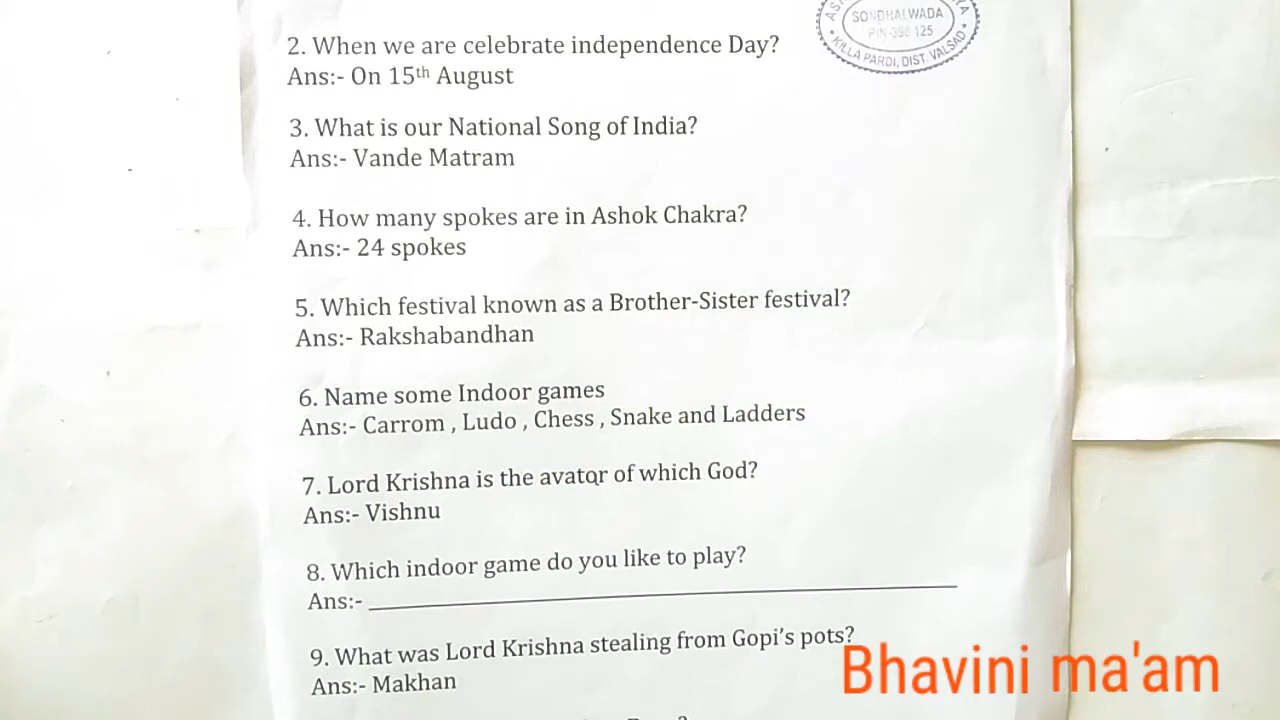 SONDHALWADA
PIN-396 125
KILLA PARDI, DIST. VALSAD
2. When we are celebrate independence Day?
Ans:- On 15th August
3. What is our National Song of India?
Ans:- Vande Matram
4. How many spokes are in Ashok Chakra?
Ans:- 24 spokes
5. Which festival known as a Brother-Sister festival?
Ans:- Rakshabandhan
6. Name some Indoor games
Ans:- Carrom , Ludo , Chess , Snake and Ladders
7. Lord Krishna is the avatar of which God?
Ans:- Vishnu
8. Which indoor game do you like to play?
Ans:-
9. What was Lord Krishna stealing from Gopi's pots?
Ans:- Makhan
Bhavini ma'am